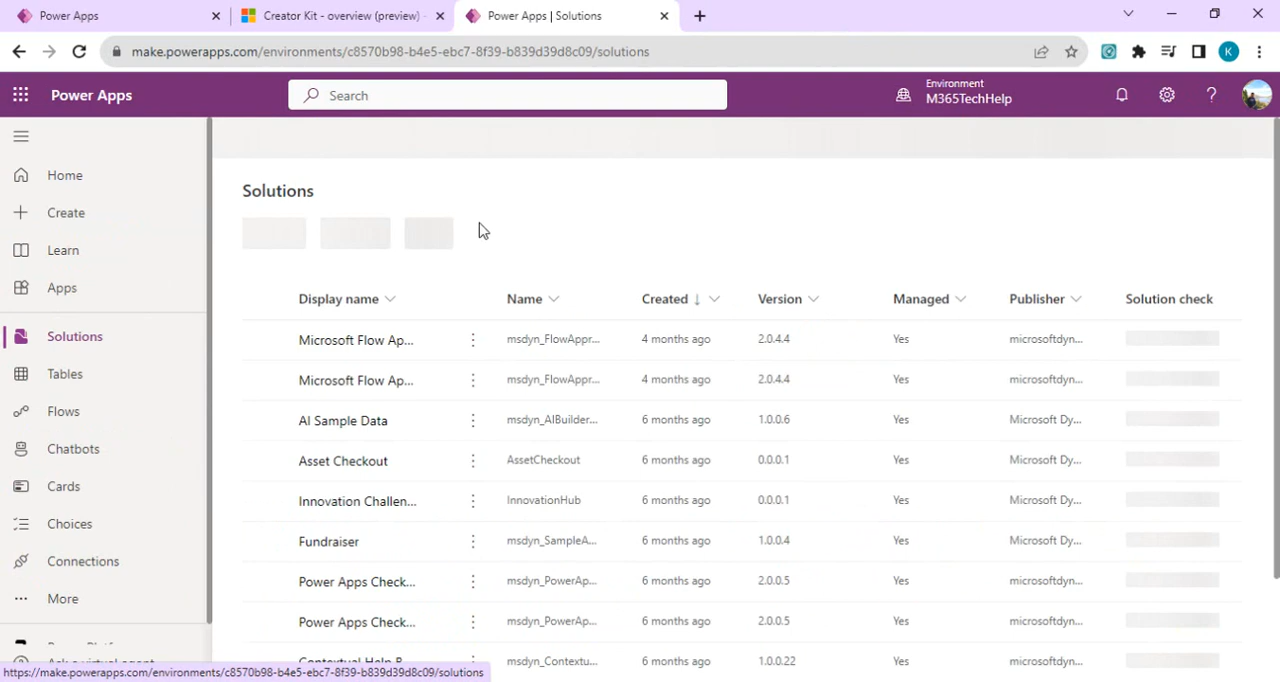 Power Apps
Creator Kit - overview (preview) -
Power Apps | Solutions
make.powerapps.com/environments/c8570b98-b4e5-ebc7-8f39-b839d39d8c09/solutions
K
Power Apps
Search
Environment
M365TechHelp
Home
Create
Learn
Apps
Solutions
Tables
Flows
Chatbots
Cards
Choices
Connections
More
Ask a virtual agent
Solutions
Display name Name Created Version Managed Publisher Solution check
Microsoft Flow Ap... msdyn_FlowAppr... 4 months ago 2.0.4.4 Yes microsoftdyn...
Microsoft Flow Ap... msdyn_FlowAppr... 4 months ago 2.0.4.4 Yes microsoftdyn...
AI Sample Data msdyn_AIBuilder... 6 months ago 1.0.0.6 Yes Microsoft Dy...
Asset Checkout AssetCheckout 6 months ago 0.0.0.1 Yes Microsoft Dy...
Innovation Challen... InnovationHub 6 months ago 0.0.0.1 Yes Microsoft Dy...
Fundraiser msdyn_SampleA... 6 months ago 1.0.0.4 Yes Microsoft Dy...
Power Apps Check... msdyn_PowerAp... 6 months ago 2.0.0.5 Yes microsoftdyn...
Power Apps Check... msdyn_PowerAp... 6 months ago 2.0.0.5 Yes microsoftdyn...
Contextual Help B... msdyn_Contextu... 6 months ago 1.0.0.22 Yes microsoftdyn...
https://make.powerapps.com/environments/c8570b98-b4e5-ebc7-8f39-b839d39d8c09/solutions